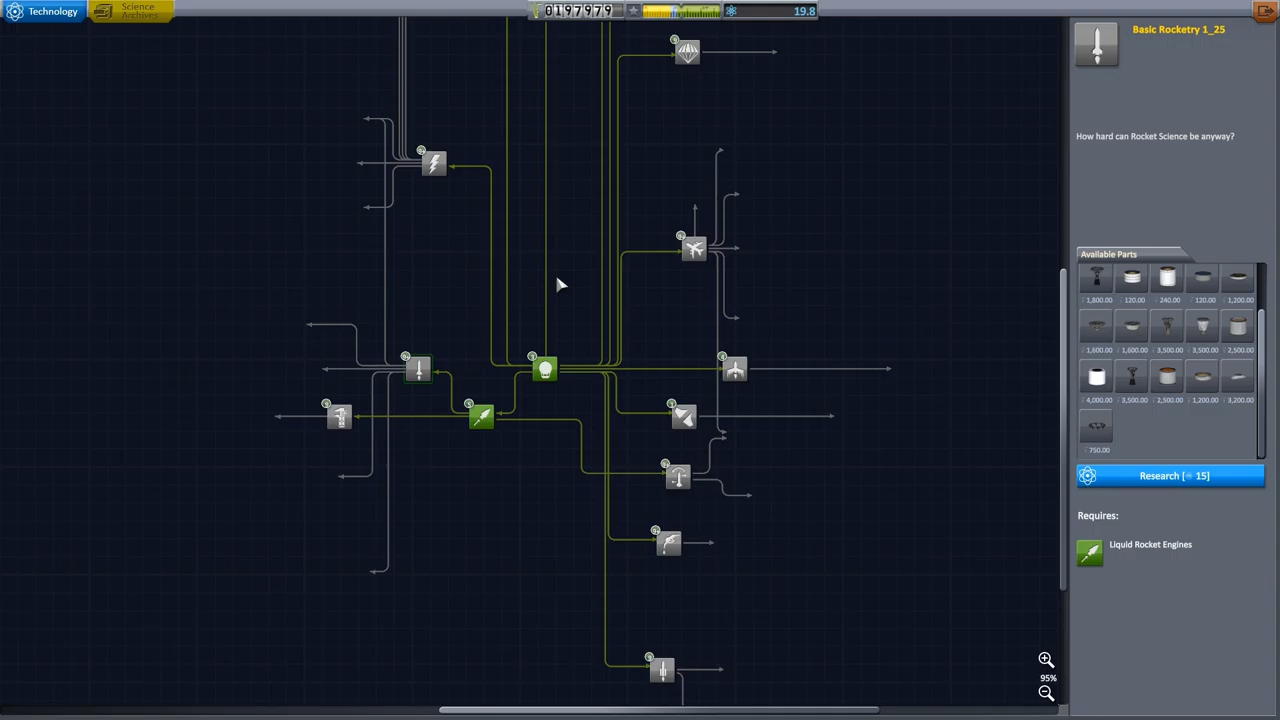 Technology
Science
Archives
0197979
19.8
Basic Rocketry 1_25
How hard can Rocket Science be anyway?
Available Parts
1,800.00 120.00 240.00 120.00 1,200.00
1,600.00 1,600.00 3,500.00 3,500.00 2,500.00
4,000.00 3,500.00 2,500.00 1,200.00 3,200.00
750.00
Research [ 15]
Requires:
Liquid Rocket Engines
95%